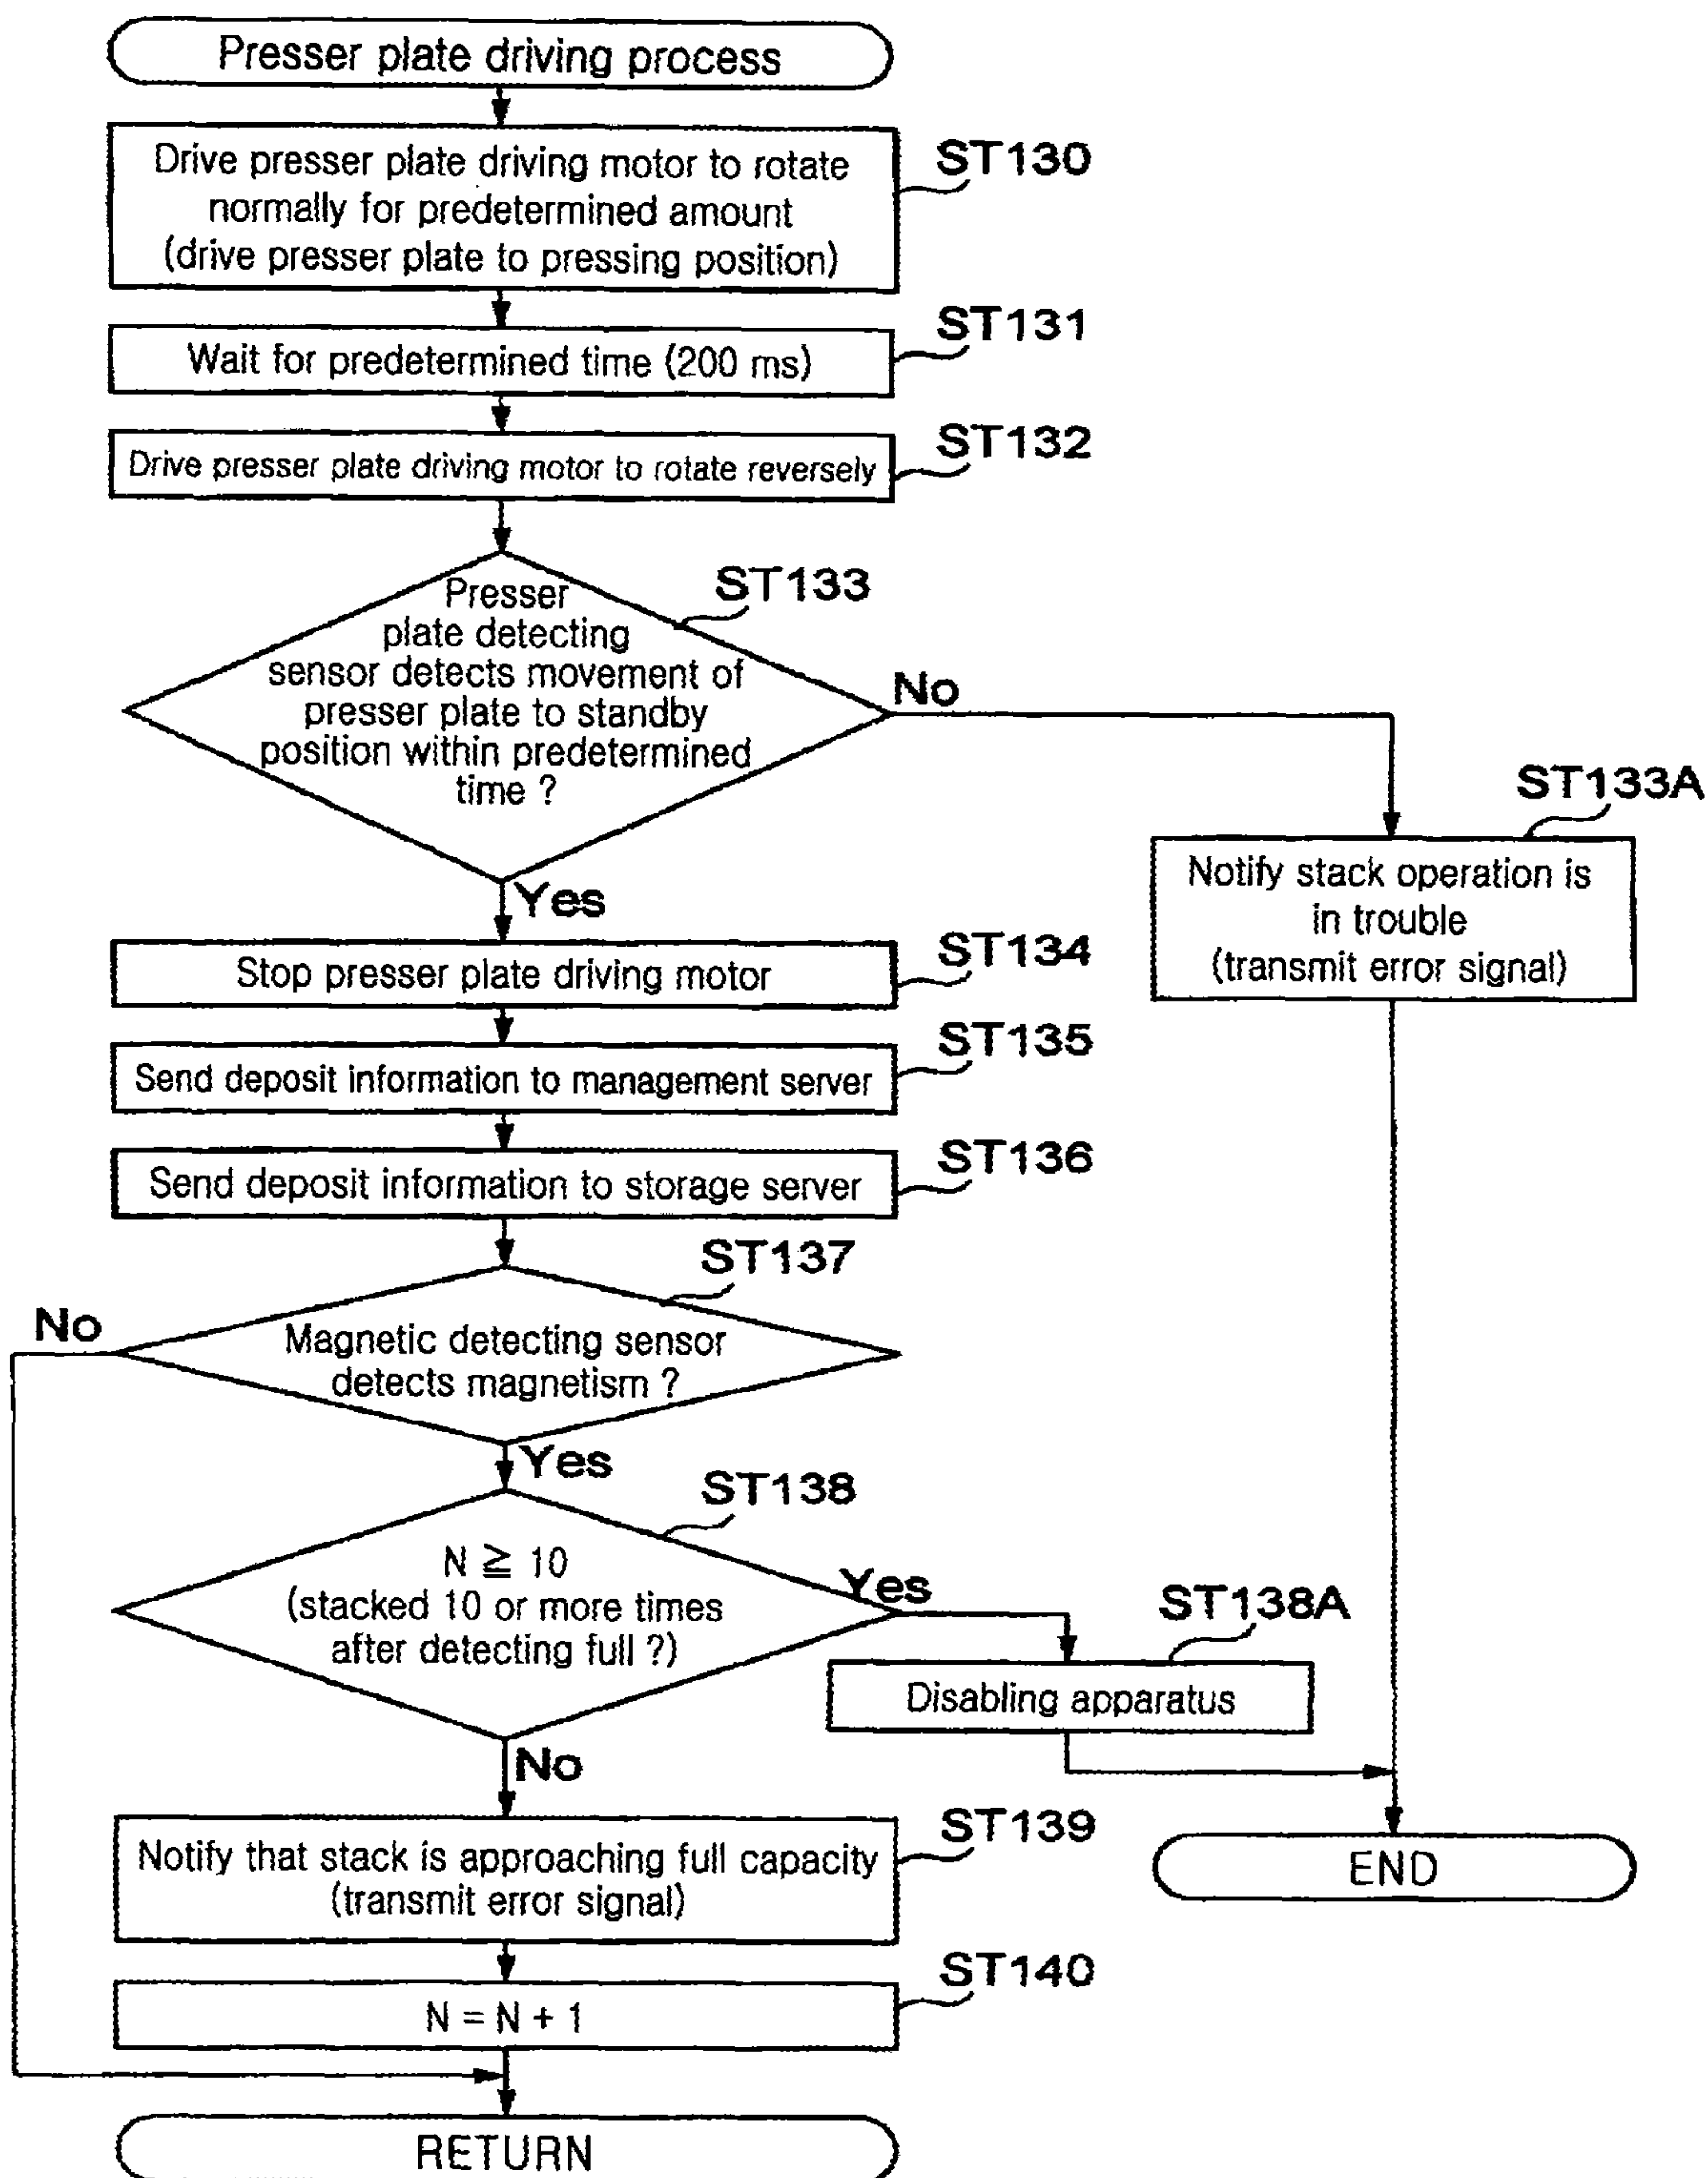 Presser plate driving process
Drive presser plate driving motor to rotate
normally for predetermined amount
(drive presser plate to pressing position)
ST130
Wait for predetermined time (200 ms)
ST131
Drive presser plate driving motor to rotate reversely
ST132
Presser
plate detecting
sensor detects movement of
presser plate to standby
position within predetermined
time ?
ST133
No
Yes
ST133A
Notify stack operation is
in trouble
(transmit error signal)
Stop presser plate driving motor
ST134
Send deposit information to management server
ST135
Send deposit information to storage server
ST136
ST137
No
Magnetic detecting sensor
detects magnetism ?
Yes
ST138
N ≧ 10
(stacked 10 or more times
after detecting full ?)
Yes
ST138A
Disabling apparatus
No
Notify that stack is approaching full capacity
(transmit error signal)
ST139
END
N = N + 1
ST140
RETURN